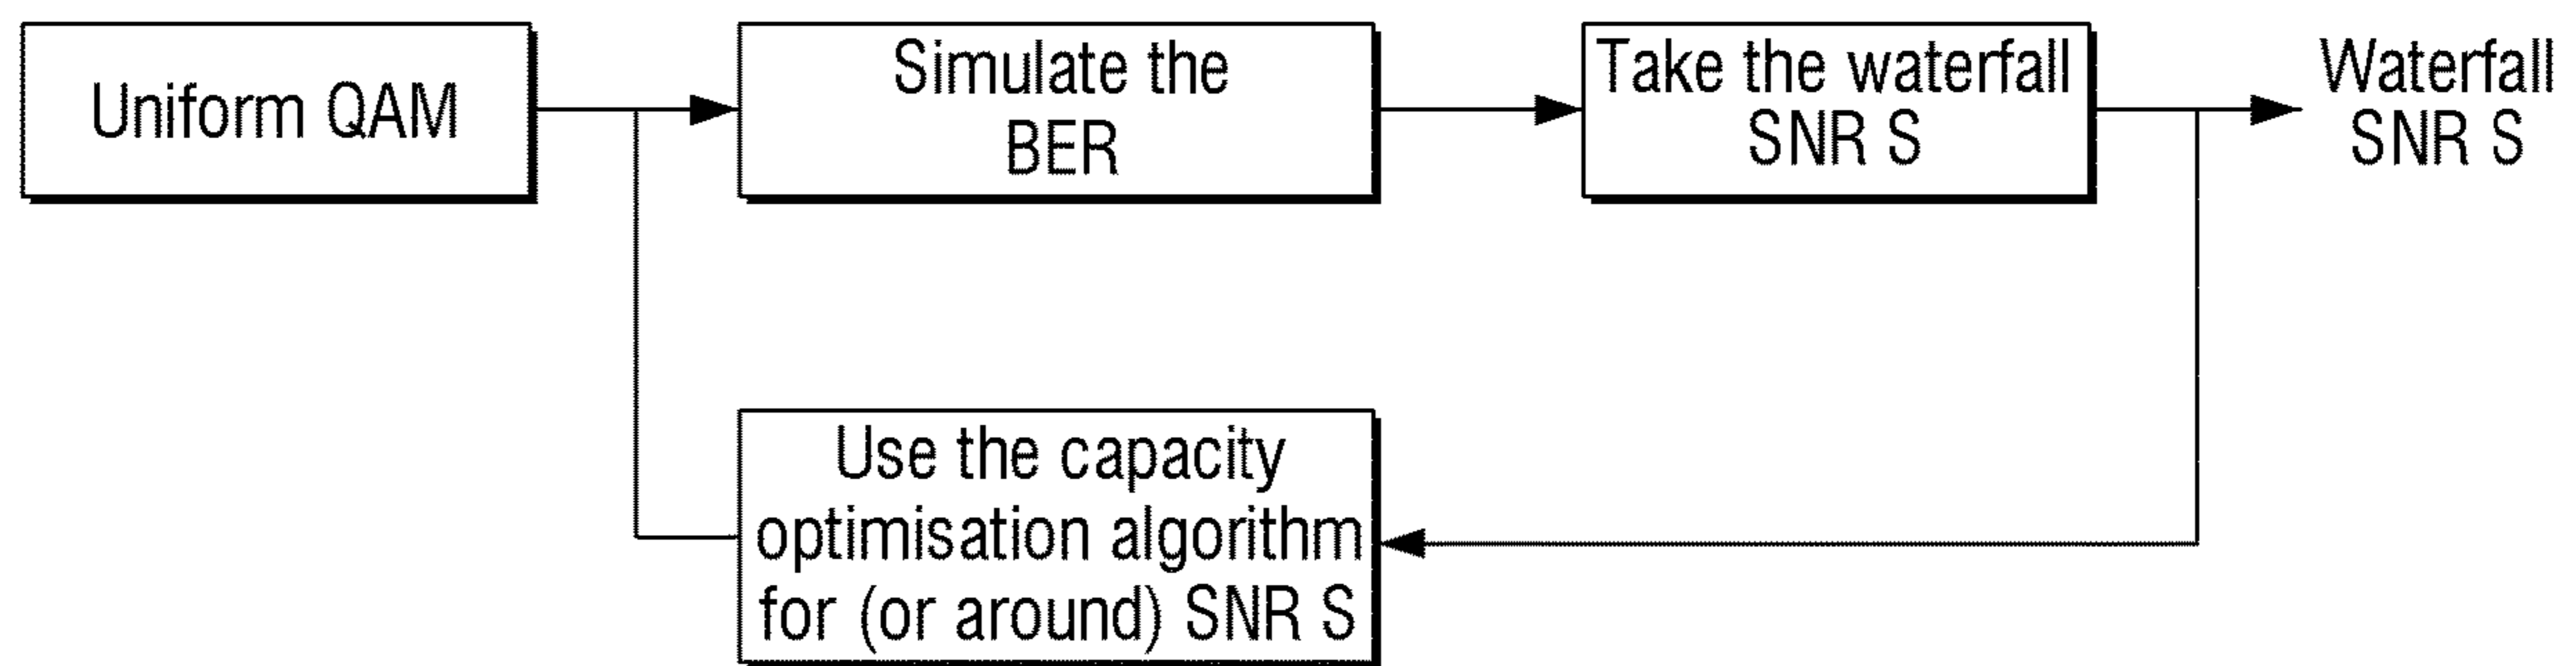 Uniform QAM
Simulate the
BER
Take the waterfall
SNR S
Waterfall
SNR S
Use the capacity
optimisation algorithm
for (or around) SNR S